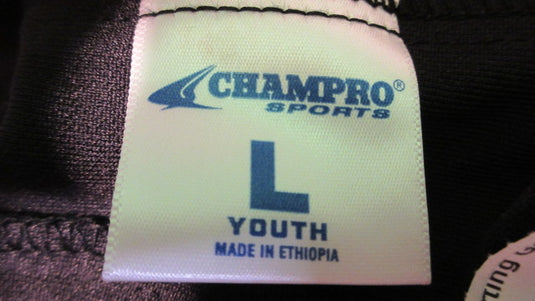 CHAMPRO®
SPORTS
L
YOUTH
MADE IN ETHIOPIA